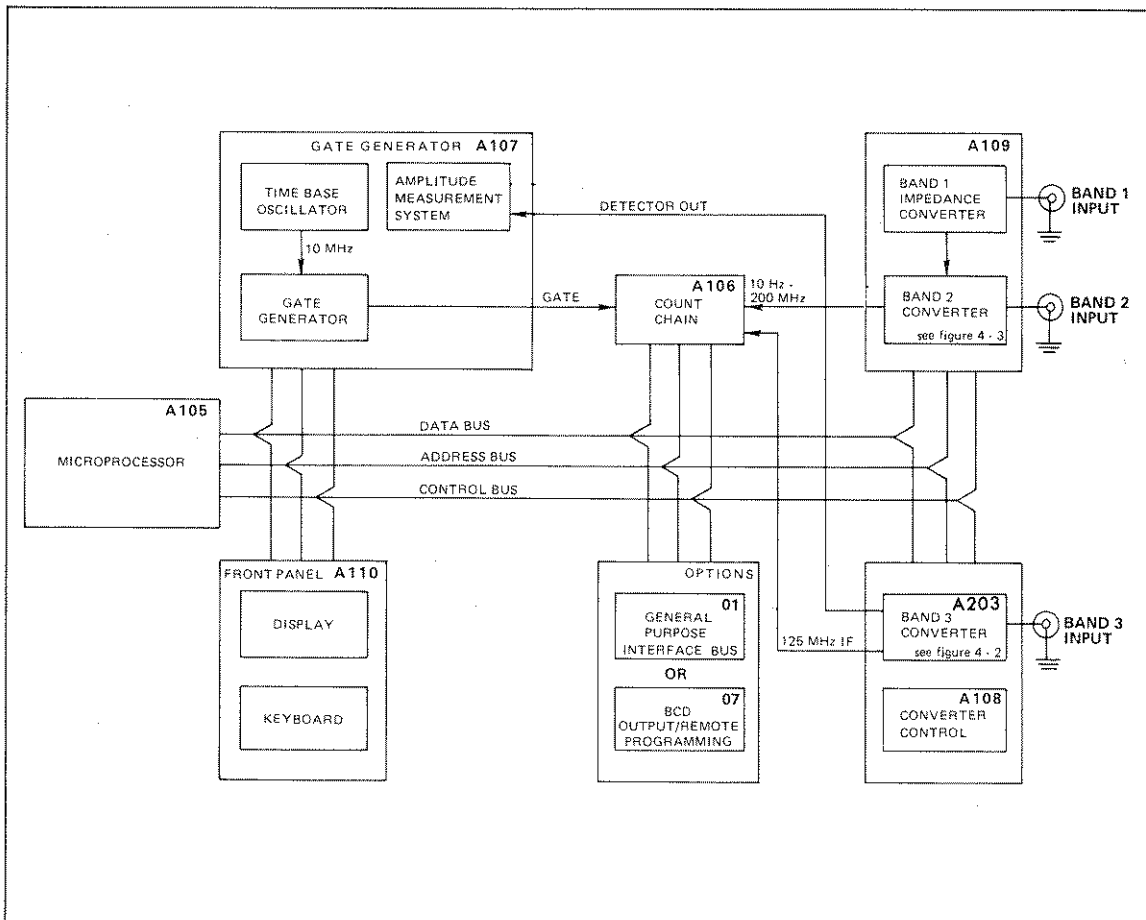 GATE GENERATOR A107
TIME BASE
OSCILLATOR
AMPLITUDE
MEASUREMENT
SYSTEM
10 MHz
GATE
GENERATOR
DETECTOR OUT
GATE
A106
COUNT
CHAIN
10 Hz -
200 MHz
A109
BAND 1
IMPEDANCE
CONVERTER
BAND 1
INPUT
BAND 2
CONVERTER
see figure 4 - 3
BAND 2
INPUT
A105
MICROPROCESSOR
DATA BUS
ADDRESS BUS
CONTROL BUS
FRONT PANEL A110
DISPLAY
KEYBOARD
OPTIONS
01
GENERAL
PURPOSE
INTERFACE BUS
OR
07
BCD
OUTPUT/REMOTE
PROGRAMMING
125 MHz IF
A203
BAND 3
CONVERTER
see figure 4 - 2
BAND 3
INPUT
A108
CONVERTER
CONTROL